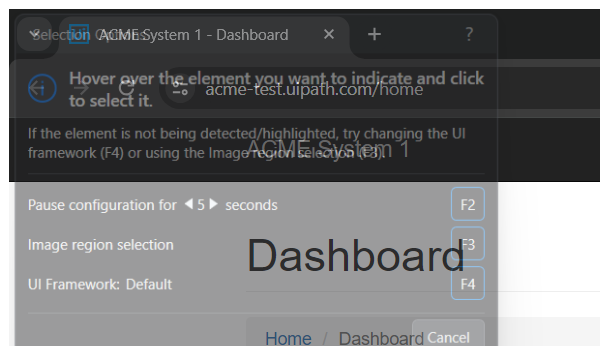 Selection Options
ACME System 1 - Dashboard
?
Hover over the element you want to indicate and click
to select it.
acme-test.uipath.com/home
If the element is not being detected/highlighted, try changing the UI
framework (F4) or using the Image region selection (F3).
ACME System 1
Pause configuration for 5 seconds
F2
Image region selection
F3
Dashboard
UI Framework: Default
F4
Home / Dashboard
Cancel